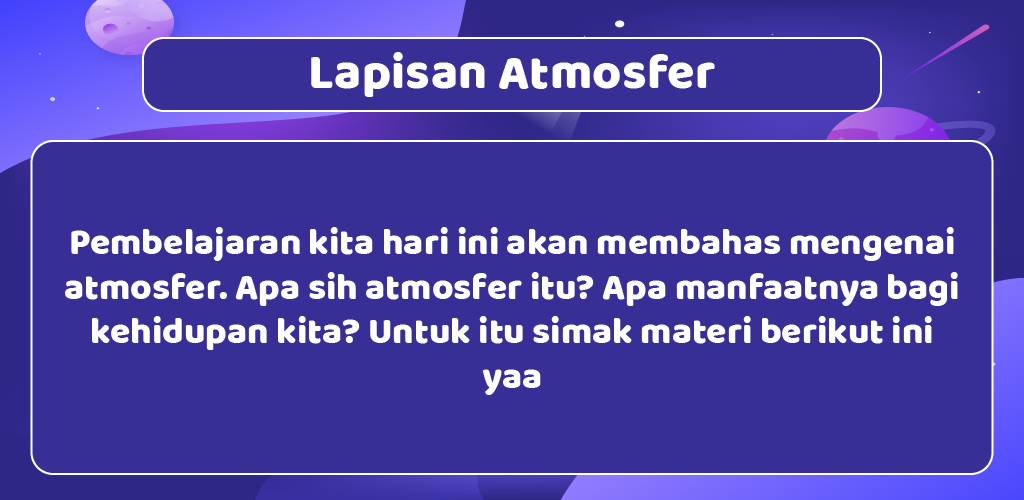 Lapisan Atmosfer
Pembelajaran kita hari ini akan membahas mengenai
atmosfer. Apa sih atmosfer itu? Apa manfaatnya bagi
kehidupan kita? Untuk itu simak materi berikut ini
yaa